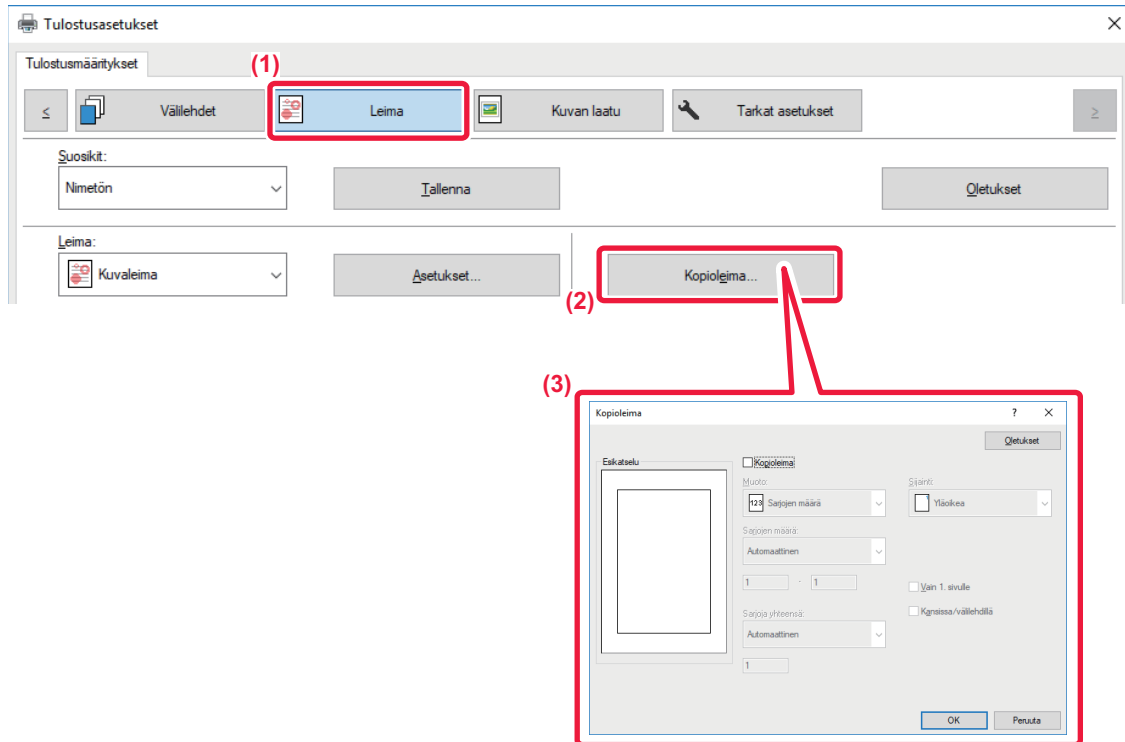 Tulostusasetukset
Tulostusmääritykset
(1)
≤ Välilehdet Leima Kuvan laatu Tarkat asetukset ≥
Suosikit:
Nimetön Tallenna Oletukset
Leima:
Kuvaleima Asetukset... Kopioleima...
(2)
(3)
Kopioleima ? ×
Oletukset
Esikatselu Kopioleima
Muoto: Sijainti:
123 Sarjojen määrä Yläoikea
Sarjojen määrä:
Automaattinen
1 - 1 Vain 1. sivulle
Sarjoja yhteensä: Kansissa/välilehdillä
Automaattinen
1
OK Peruuta